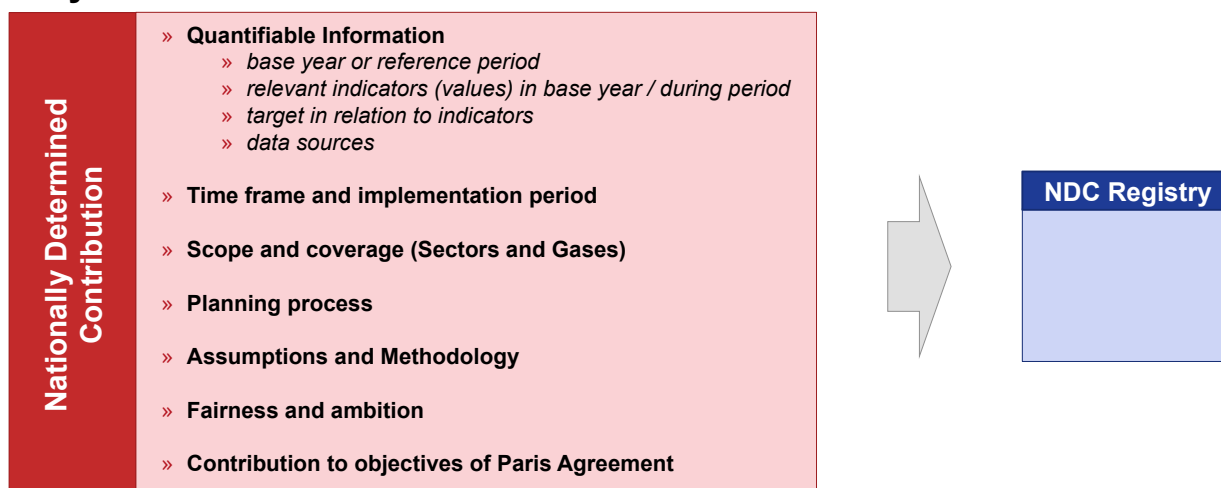 Nationally Determined
Contribution
» Quantifiable Information
» base year or reference period
» relevant indicators (values) in base year / during period
» target in relation to indicators
» data sources
» Time frame and implementation period
» Scope and coverage (Sectors and Gases)
» Planning process
» Assumptions and Methodology
» Fairness and ambition
» Contribution to objectives of Paris Agreement
NDC Registry